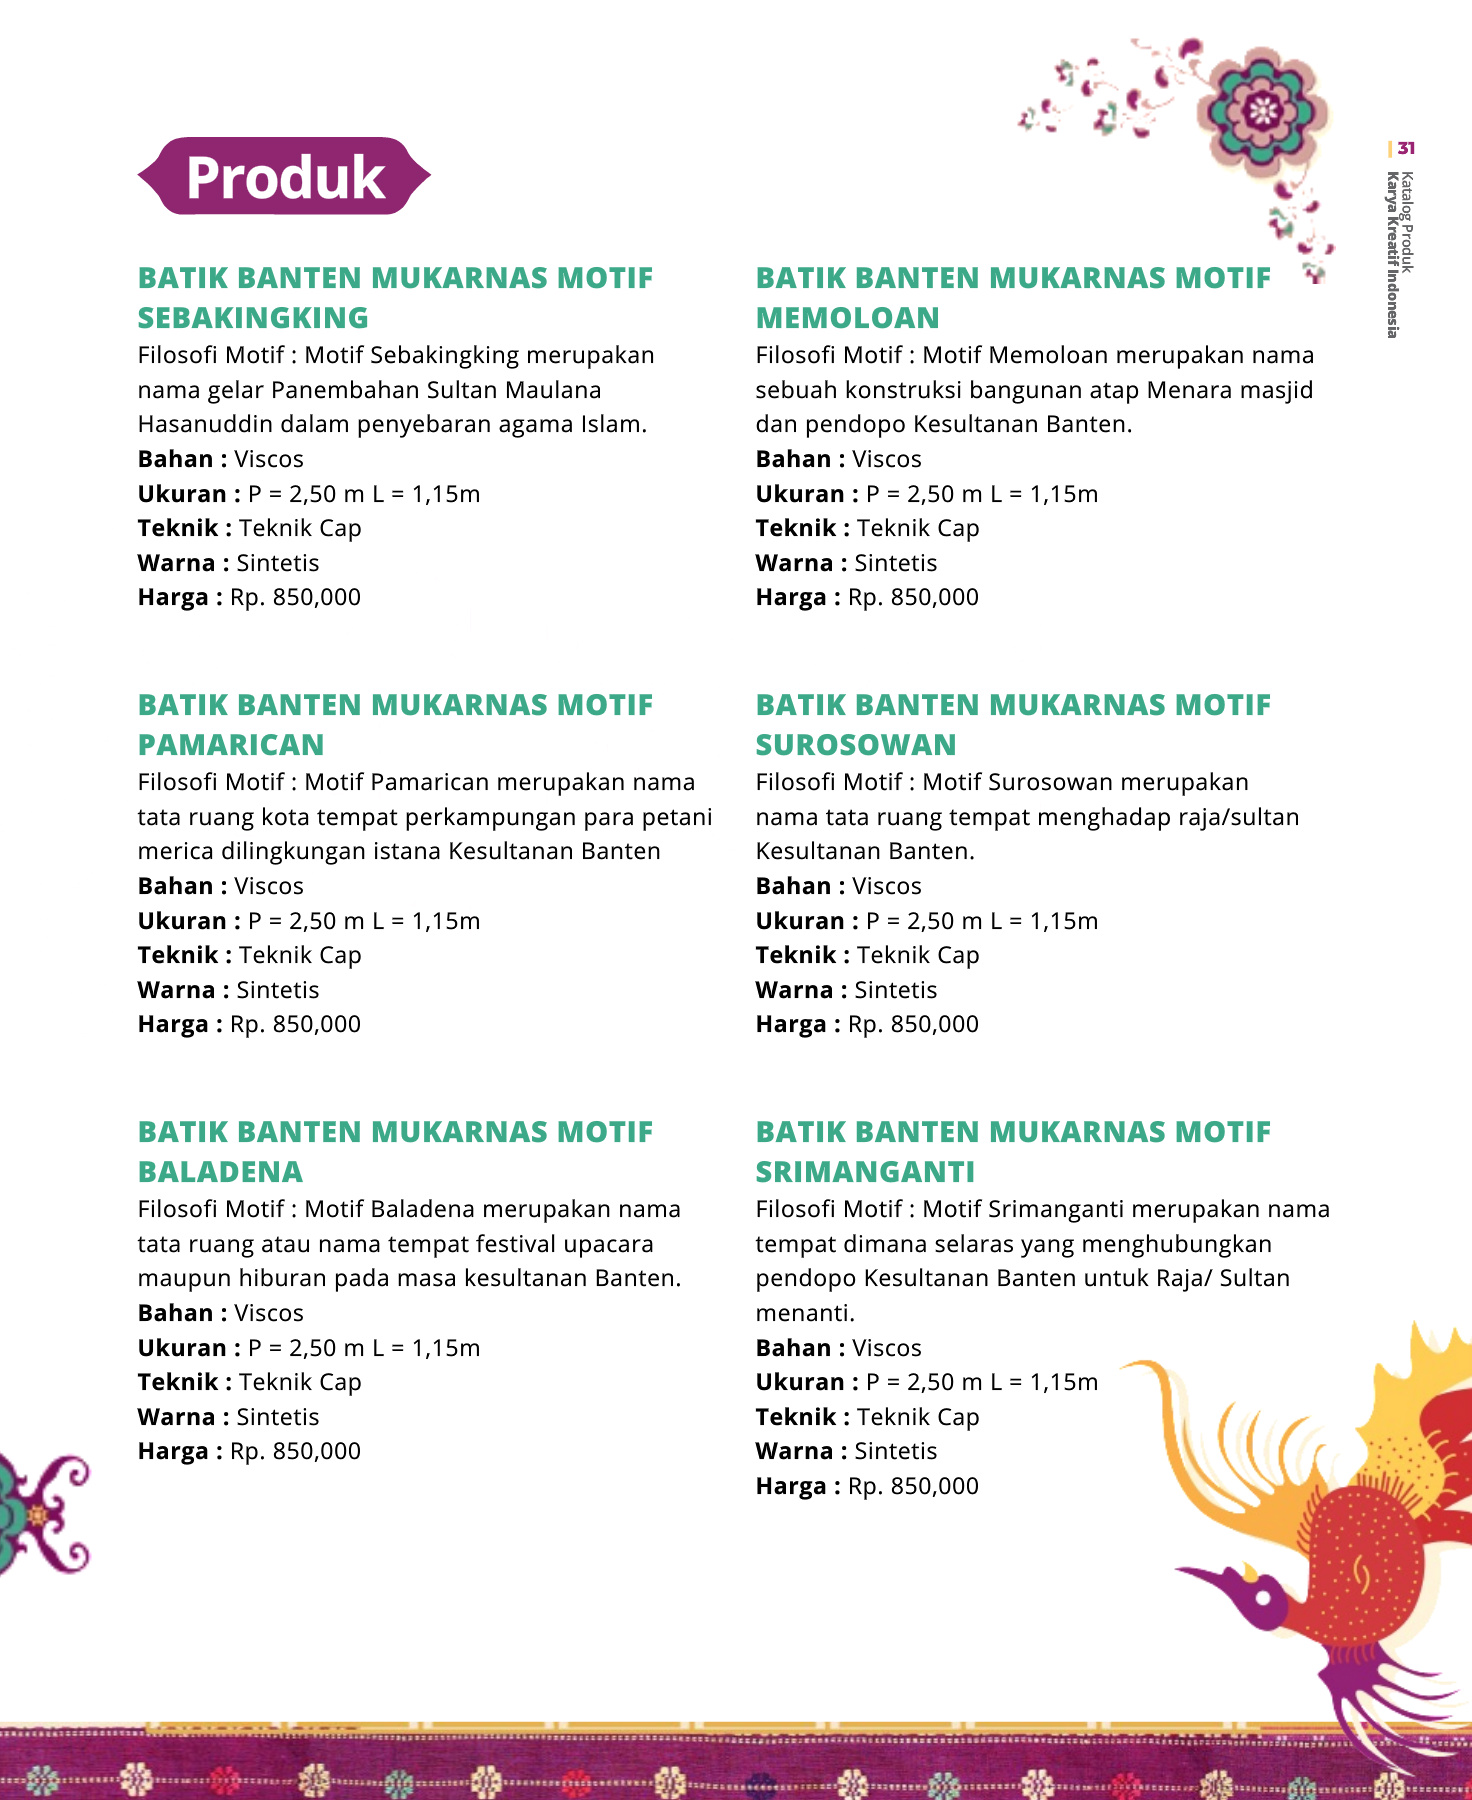 31
Katalog Produk
Karya Kreatif Indonesia
Produk
BATIK BANTEN MUKARNAS MOTIF
SEBAKINGKING
Filosofi Motif : Motif Sebakingking merupakan
nama gelar Panembahan Sultan Maulana
Hasanuddin dalam penyebaran agama Islam.
Bahan : Viscos
Ukuran : P = 2,50 m L = 1,15m
Teknik : Teknik Cap
Warna : Sintetis
Harga : Rp. 850,000
BATIK BANTEN MUKARNAS MOTIF
MEMOLOAN
Filosofi Motif : Motif Memoloan merupakan nama
sebuah konstruksi bangunan atap Menara masjid
dan pendopo Kesultanan Banten.
Bahan : Viscos
Ukuran : P = 2,50 m L = 1,15m
Teknik : Teknik Cap
Warna : Sintetis
Harga : Rp. 850,000
BATIK BANTEN MUKARNAS MOTIF
PAMARICAN
Filosofi Motif : Motif Pamarican merupakan nama
tata ruang kota tempat perkampungan para petani
merica dilingkungan istana Kesultanan Banten
Bahan : Viscos
Ukuran : P = 2,50 m L = 1,15m
Teknik : Teknik Cap
Warna : Sintetis
Harga : Rp. 850,000
BATIK BANTEN MUKARNAS MOTIF
SUROSOWAN
Filosofi Motif : Motif Surosowan merupakan
nama tata ruang tempat menghadap raja/sultan
Kesultanan Banten.
Bahan : Viscos
Ukuran : P = 2,50 m L = 1,15m
Teknik : Teknik Cap
Warna : Sintetis
Harga : Rp. 850,000
BATIK BANTEN MUKARNAS MOTIF
BALADENA
Filosofi Motif : Motif Baladena merupakan nama
tata ruang atau nama tempat festival upacara
maupun hiburan pada masa kesultanan Banten.
Bahan : Viscos
Ukuran : P = 2,50 m L = 1,15m
Teknik : Teknik Cap
Warna : Sintetis
Harga : Rp. 850,000
BATIK BANTEN MUKARNAS MOTIF
SRIMANGANTI
Filosofi Motif : Motif Srimanganti merupakan nama
tempat dimana selaras yang menghubungkan
pendopo Kesultanan Banten untuk Raja/ Sultan
menanti.
Bahan : Viscos
Ukuran : P = 2,50 m L = 1,15m
Teknik : Teknik Cap
Warna : Sintetis
Harga : Rp. 850,000